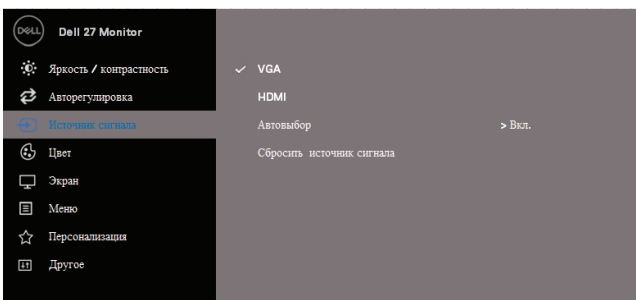 DELL Dell 27 Monitor
Яркость / контрастность
Авторегулировка
Источник сигнала
Цвет
Экран
Меню
Персонализация
Другое
VGA
HDMI
Автовыбор > Вкл.
Сбросить источник сигнала